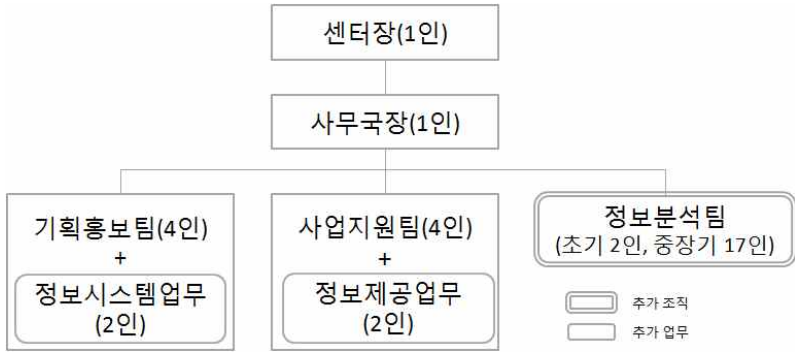 센터장(1인)
사무국장(1인)
기획홍보팀(4인)
+
정보시스템업무
(2인)
사업지원팀(4인)
+
정보제공업무
(2인)
정보분석팀
(초기 2인, 중장기 17인)
추가 조직
추가 업무